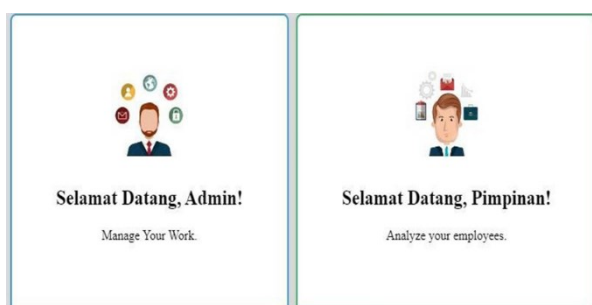 Selamat Datang, Admin!
Manage Your Work.
Selamat Datang, Pimpinan!
Analyze your employees.